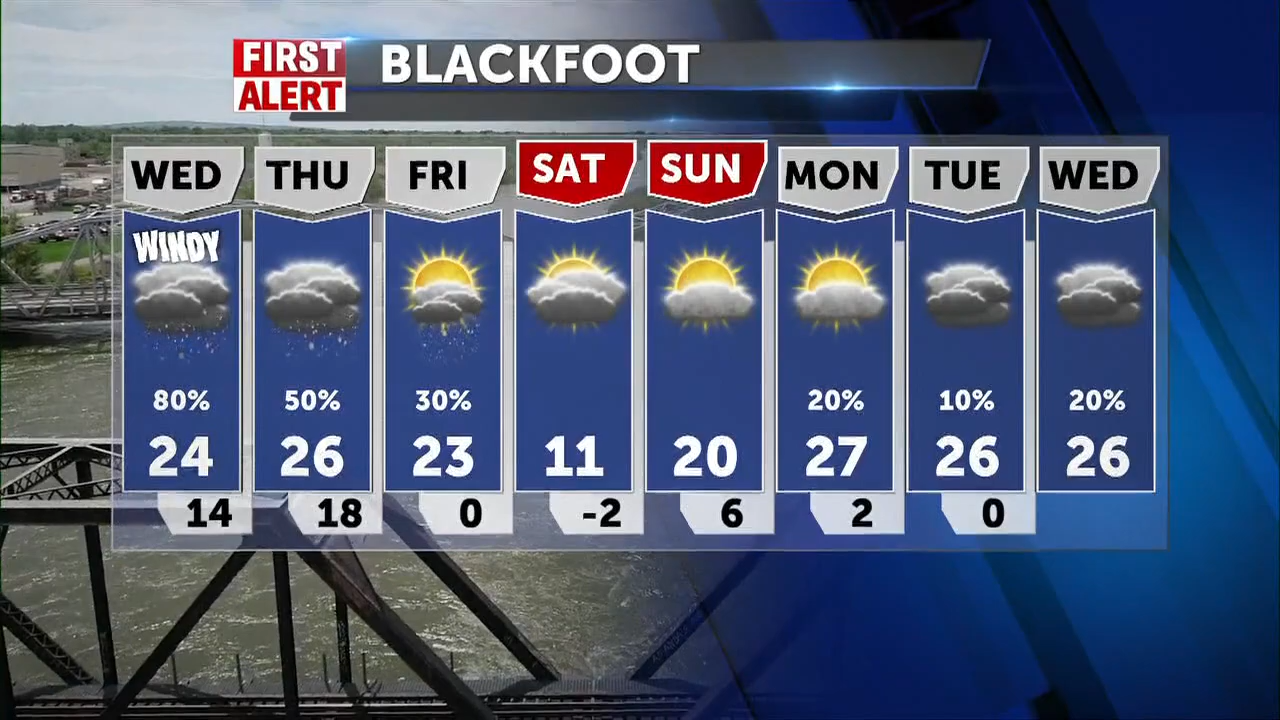 FIRST
ALERT
BLACKFOOT
WED THU FRI SAT SUN MON TUE WED
WINDY
80% 50% 30% 20% 10% 20%
24 26 23 11 20 27 26 26
14 18 0 -2 6 2 0